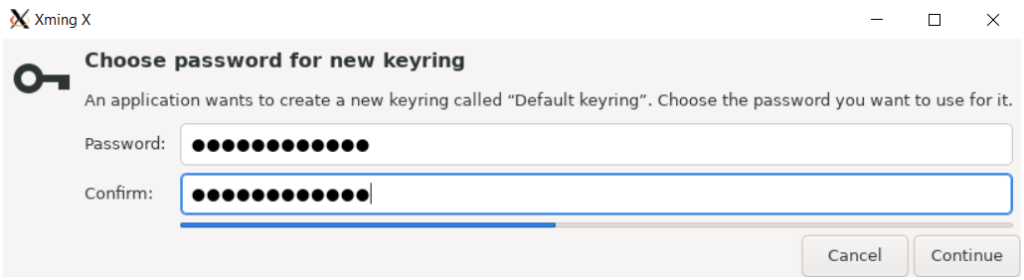 Xming X
Choose password for new keyring
An application wants to create a new keyring called “Default keyring”. Choose the password you want to use for it.
Password: ●●●●●●●●●●●●
Confirm: ●●●●●●●●●●●●
Cancel Continue